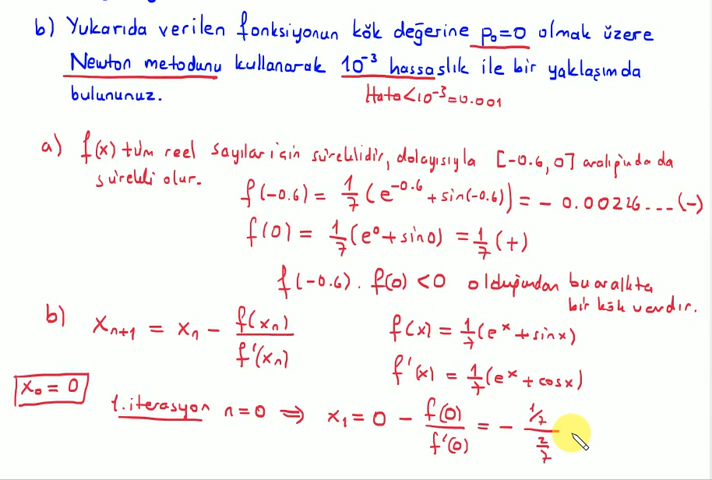 b) Yukarıda verilen fonksiyonun kök değerine p₀=0 olmak üzere
Newton metodunu kullanarak 10⁻³ hassaslık ile bir yaklaşımda
bulununuz. Hata<10⁻³=0.001
a) f(x) tüm reel sayılar için süreklidir, dolayısıyla [-0.6, 0] aralığında da
sürekli olur.
f(-0.6) = 1/7 (e^-0.6 + sin(-0.6)) = - 0.00226... (-)
f(0) = 1/7 (e⁰ + sin0) = 1/7 (+)
f(-0.6) . f(0) <0 olduğundan bu aralıkta
bir kök vardır.
b) xₙ₊₁ = xₙ - f(xₙ)/f'(xₙ) f(x) = 1/7 (eˣ + sinx)
f'(x) = 1/7 (eˣ + cosx)
x₀ = 0
1. iterasyon n=0 ⇒ x₁ = 0 - f(0)/f'(0) = - (1/7)/(2/7)